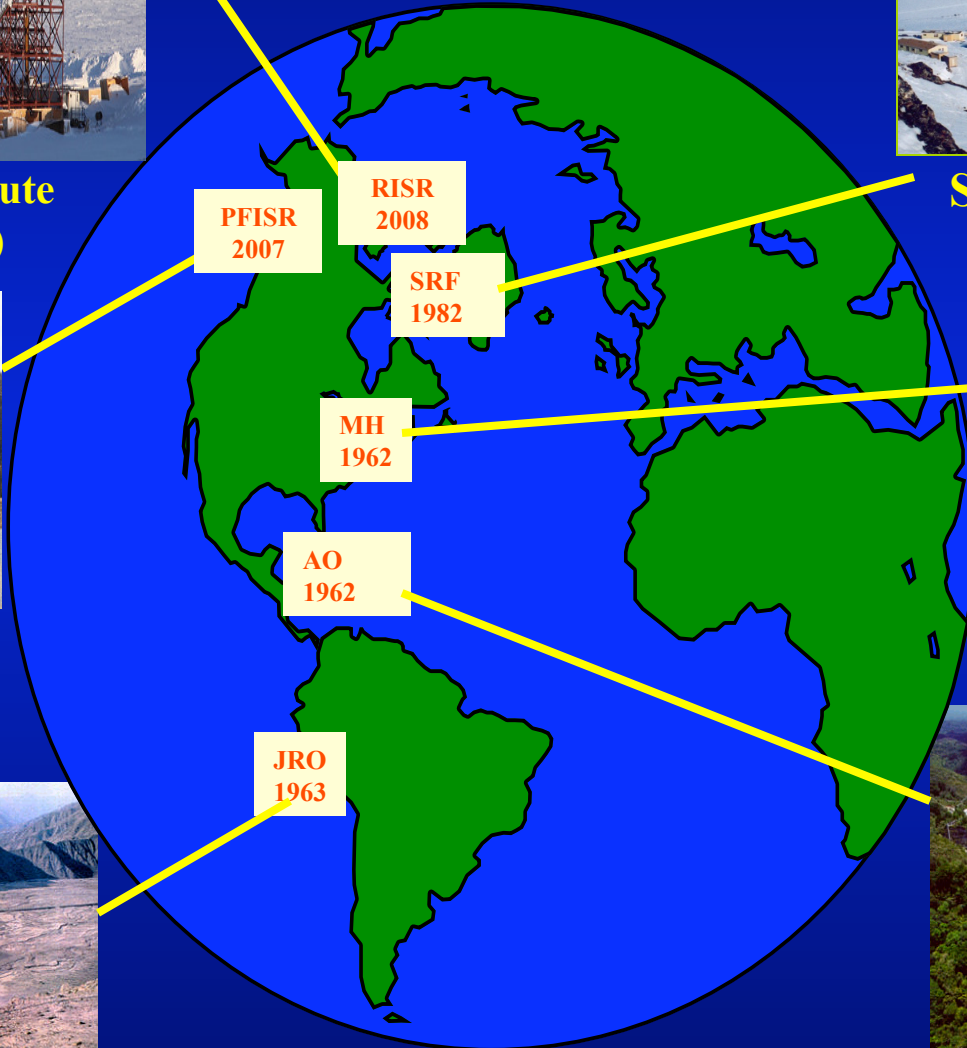 ute
)
S
PFISR
2007
RISR
2008
SRF
1982
MH
1962
AO
1962
JRO
1963